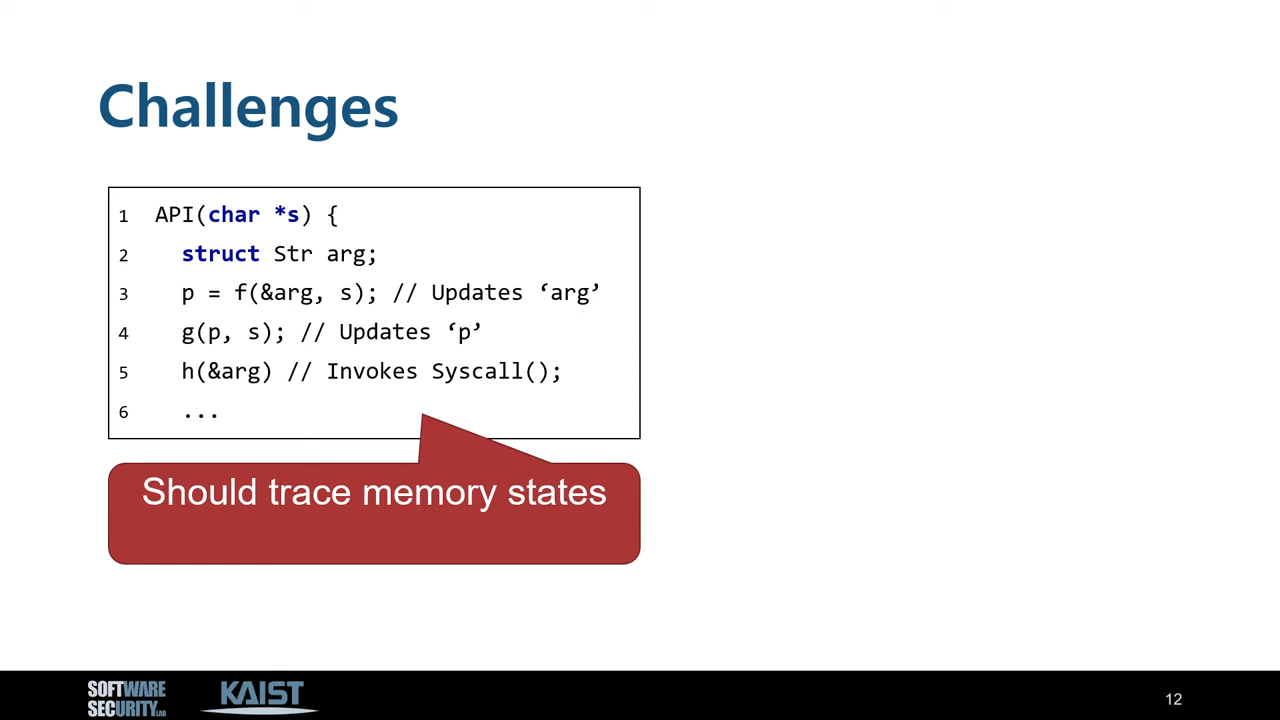 Challenges
1 API(char *s) {
2 struct Str arg;
3 p = f(&arg, s); // Updates ‘arg’
4 g(p, s); // Updates ‘p’
5 h(&arg) // Invokes Syscall();
6 ...
Should trace memory states
SOFTWARE
SECURITY LAB
KAIST
12